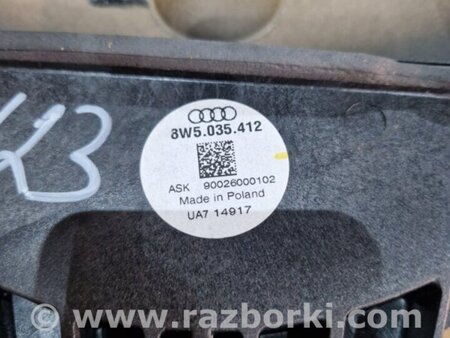 8W5.035.412
ASK 90026000102
Made in Poland
UA7 14917
www.razborki.com